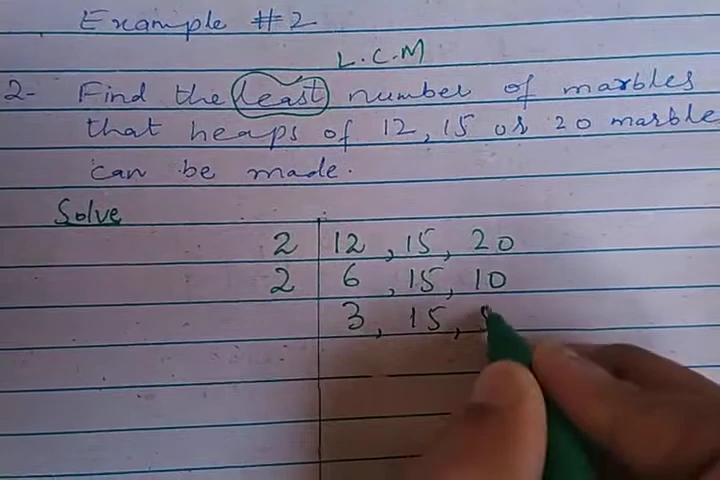 Example #2
L.C.M
2- Find the least number of marbles
that heaps of 12, 15 or 20 marble
can be made.
Solve
2 | 12, 15, 20
2 | 6, 15, 10
3, 15,